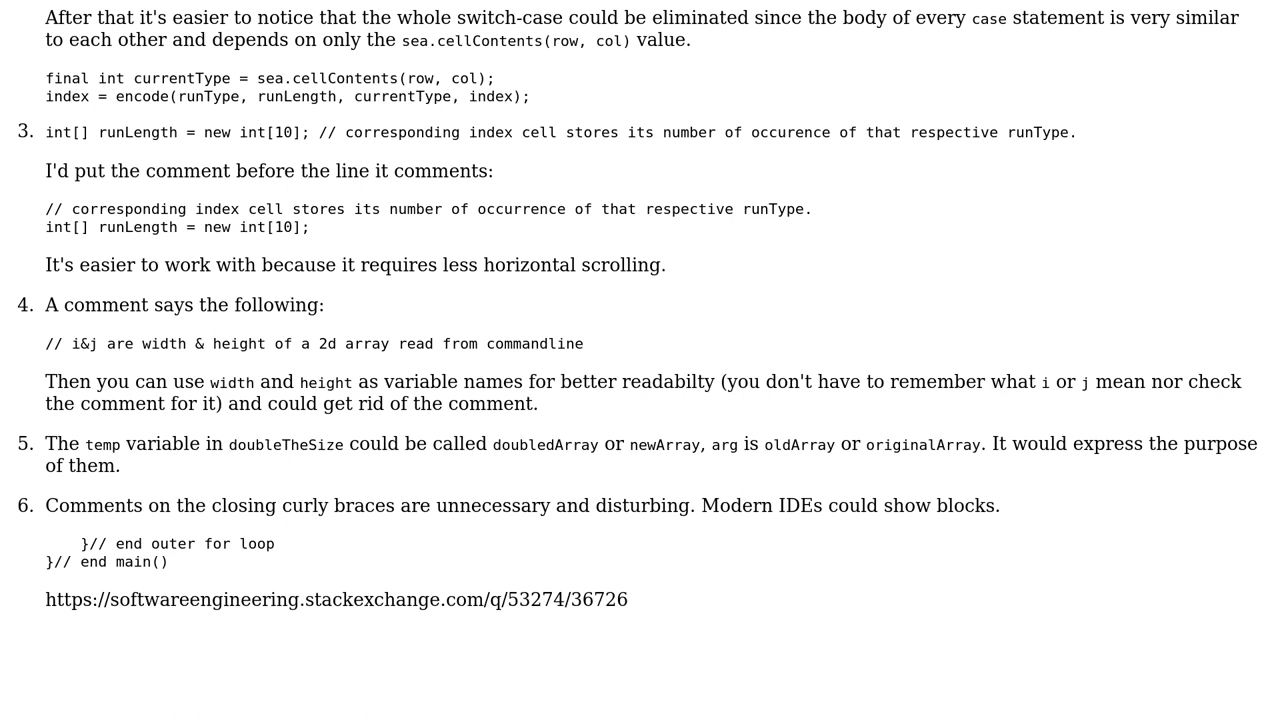 After that it's easier to notice that the whole switch-case could be eliminated since the body of every case statement is very similar
to each other and depends on only the sea.cellContents(row, col) value.
final int currentType = sea.cellContents(row, col);
index = encode(runType, runLength, currentType, index);
3. int[] runLength = new int[10]; // corresponding index cell stores its number of occurence of that respective runType.
I'd put the comment before the line it comments:
// corresponding index cell stores its number of occurrence of that respective runType.
int[] runLength = new int[10];
It's easier to work with because it requires less horizontal scrolling.
4. A comment says the following:
// i&j are width & height of a 2d array read from commandline
Then you can use width and height as variable names for better readabilty (you don't have to remember what i or j mean nor check
the comment for it) and could get rid of the comment.
5. The temp variable in doubleTheSize could be called doubledArray or newArray, arg is oldArray or originalArray. It would express the purpose
of them.
6. Comments on the closing curly braces are unnecessary and disturbing. Modern IDEs could show blocks.
    }// end outer for loop
}// end main()
https://softwareengineering.stackexchange.com/q/53274/36726